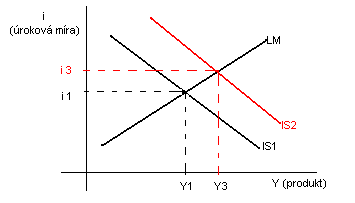 i
(úroková míra)
LM
i 3
i 1
IS2
IS1
Y1
Y3
Y (produkt)